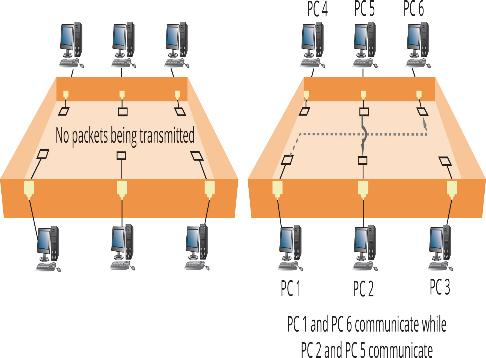 PC 4 PC 5 PC 6
No packets being transmitted
PC 1 PC 2 PC 3
PC 1 and PC 6 communicate while
PC 2 and PC 5 communicate